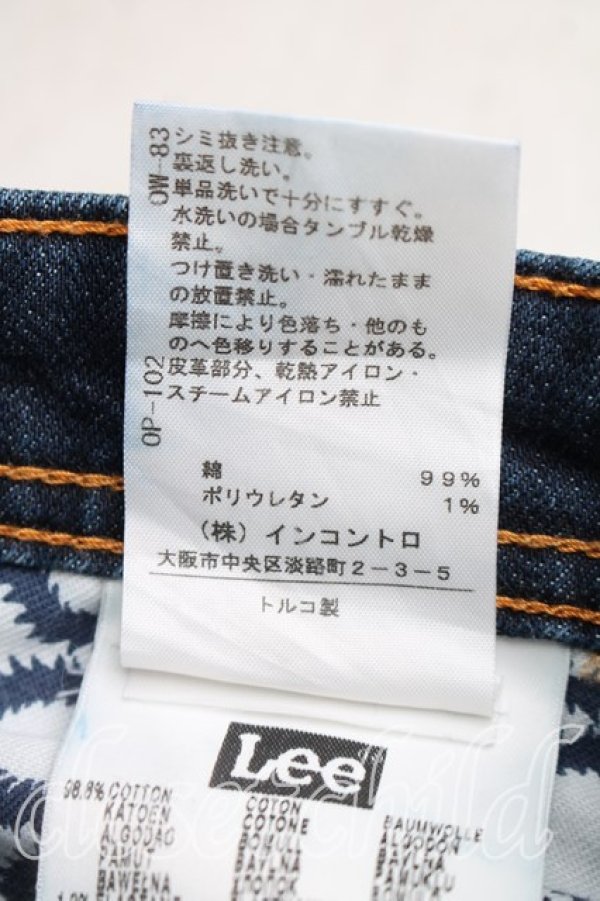 OW-83
シミ抜き注意。
裏返し洗い。
単品洗いで十分にすすぐ。
水洗いの場合タンブル乾燥
禁止。
つけ置き洗い・濡れたまま
の放置禁止。
摩擦により色落ち・他のも
のへ色移りすることがある。
OP-102
皮革部分、乾熱アイロン・
スチームアイロン禁止
綿 99%
ポリウレタン 1%
(株)インコントロ
大阪市中央区淡路町2-3-5
トルコ製
Lee
98.8% COTTON COTON BAUMWOLLE
KATOEN COTONE ALGODON
ALGODAO
closet child